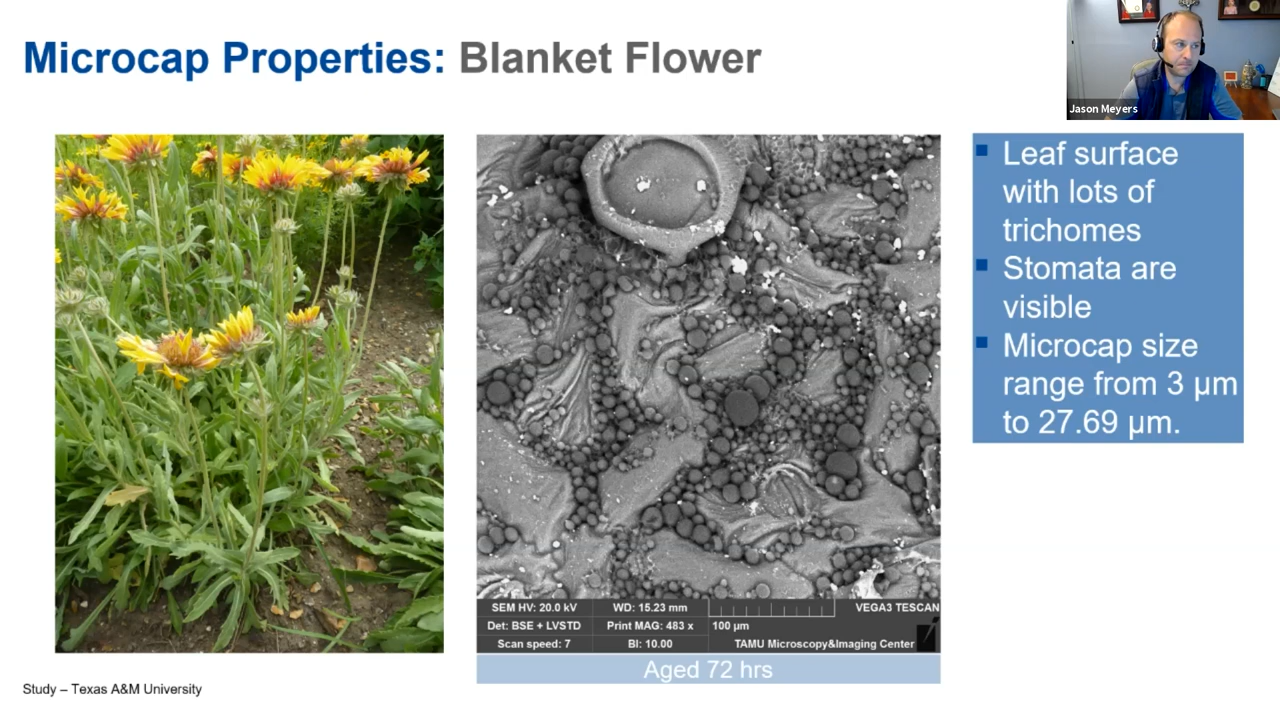 Microcap Properties: Blanket Flower
Jason Meyers
Leaf surface
with lots of
trichomes
Stomata are
visible
Microcap size
range from 3 µm
to 27.69 µm.
SEM HV: 20.0 kV
WD: 15.23 mm
VEGA3 TESCAN
Det: BSE + LVSTD
Print MAG: 483 x
100 µm
Scan speed: 7
BI: 10.00
TAMU Microscopy&Imaging Center
Aged 72 hrs
Study – Texas A&M University